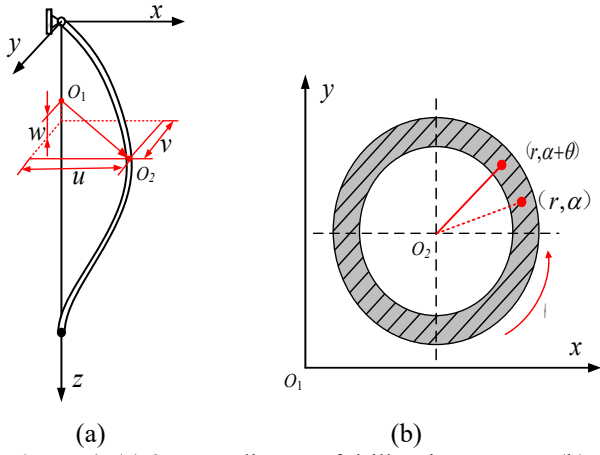 x
y
O1
w
v
u
O2
z
(a)
y
(r,α+θ)
(r,α)
O2
x
O1
(b)